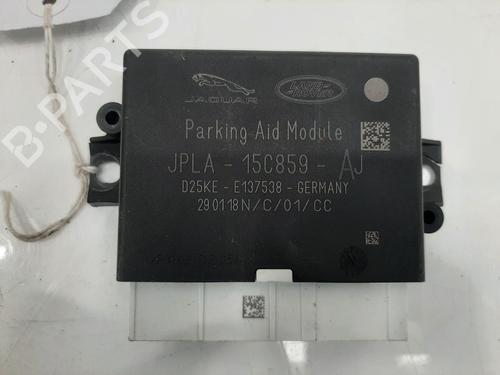 B-PARTS
JAGUAR
LAND-
ROVER
Parking Aid Module
JPLA - 15C859 - AJ
D25KE - E137538 - GERMANY
290118N/C/01/CC